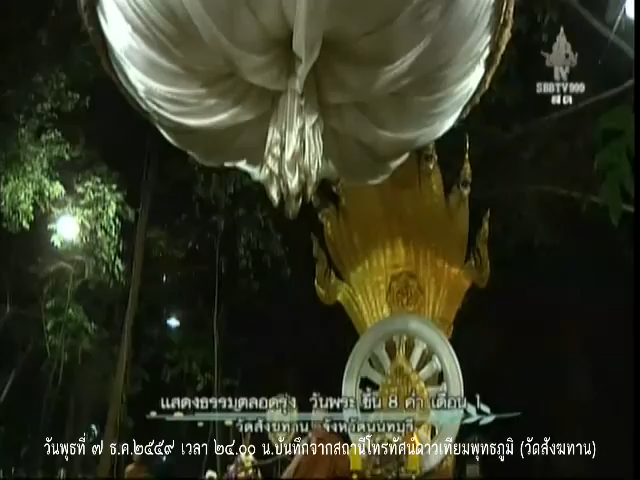 SBBTV999
สด
แสดงธรรมตลอดรุ่ง วันพระ ขึ้น 8 ค่ำ เดือน 1
วัดสังฆทาน จังหวัดนนทบุรี
วันพุธที่ ๗ ธ.ค.๒๕๕๙ เวลา ๒๔.๐๐ น.บันทึกจากสถานีโทรทัศน์ดาวเทียมพุทธภูมิ (วัดสังฆทาน)